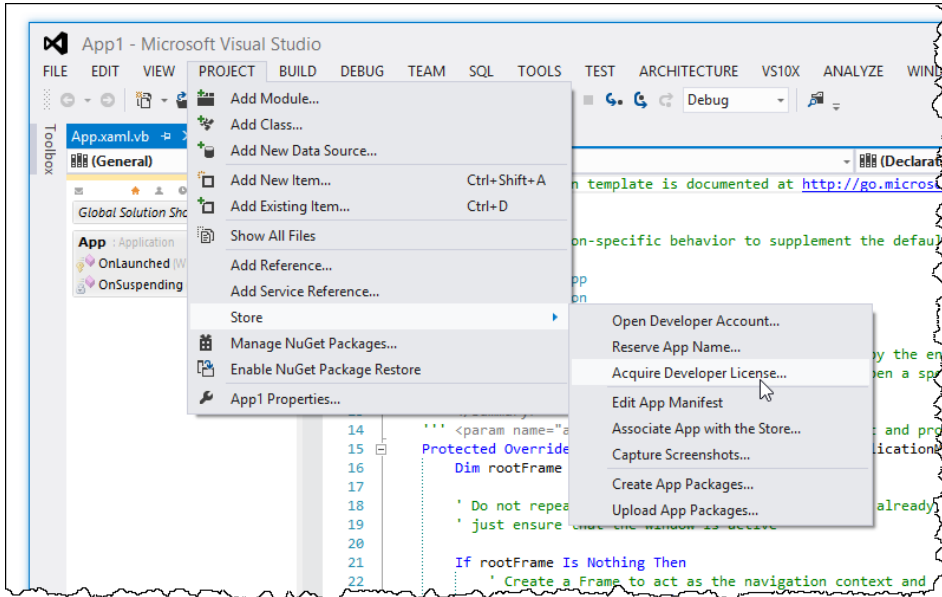 App1 - Microsoft Visual Studio
FILE EDIT VIEW PROJECT BUILD DEBUG TEAM SQL TOOLS TEST ARCHITECTURE VS10X ANALYZE
Debug
Toolbox
App.xaml.vb
(General)
Global Solution
App : Application
OnLaunched
OnSuspending
Add Module...
Add Class...
Add New Data Source...
Add New Item... Ctrl+Shift+A
Add Existing Item... Ctrl+D
Show All Files
Add Reference...
Add Service Reference...
Store
Manage NuGet Packages...
Enable NuGet Package Restore
App1 Properties...
Open Developer Account...
Reserve App Name...
Acquire Developer License...
Edit App Manifest
Associate App with the Store...
Capture Screenshots...
Create App Packages...
Upload App Packages...
n template is documented at http://go.micros
on-specific behavior to supplement the defau
pp
on
by the en
en a sp
14 ''' <param name="a and pro
15 Protected Override
16 Dim rootFrame
17
18 ' Do not repea already
19 ' just ensure that the window is active
20
21 If rootFrame Is Nothing Then
22 ' Create a Frame to act as the navigation context and